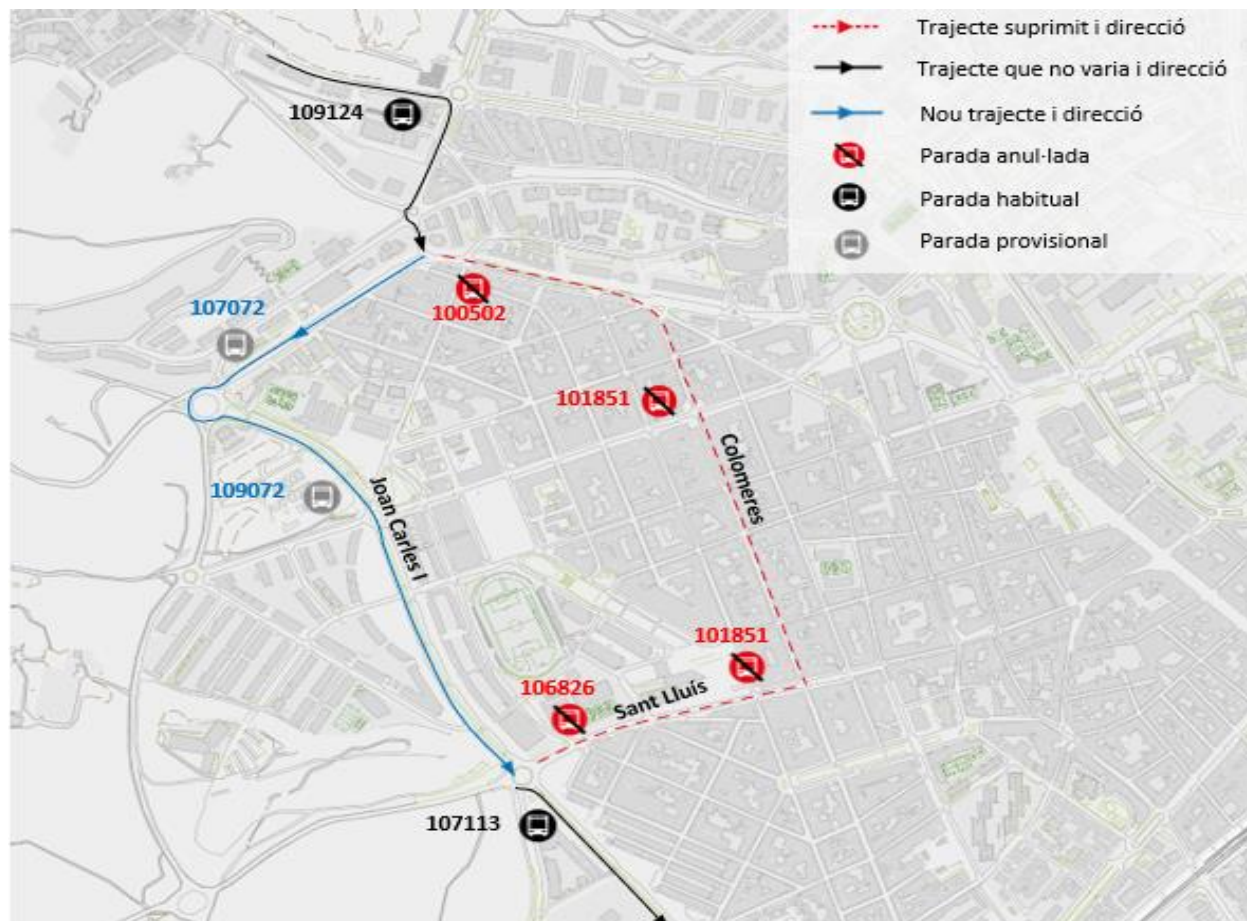 Trajecte suprimit i direcció
Trajecte que no varia i direcció
Nou trajecte i direcció
Parada anul·lada
Parada habitual
Parada provisional
109124
107072
100502
101851
Colomeres
109072
Joan Carles I
101851
106826
Sant Lluís
107113